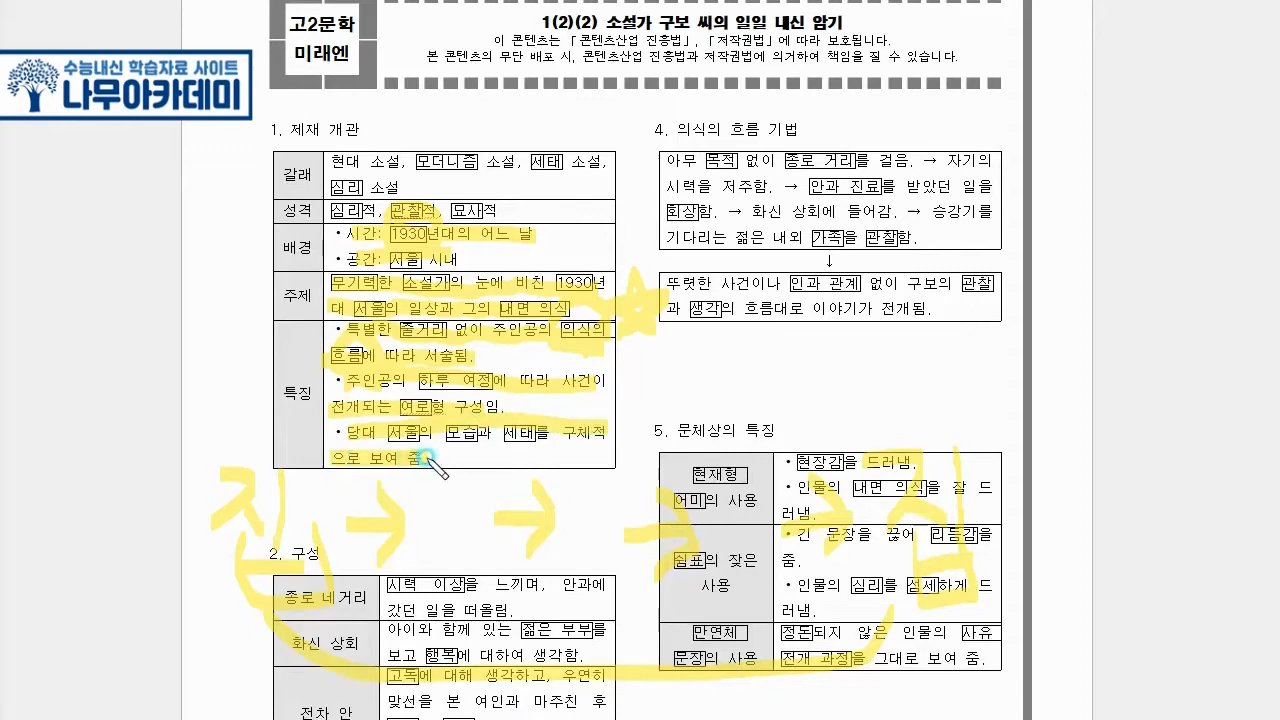 고2문학
미래엔
1(2)(2) 소설가 구보 씨의 일일 내신 암기
이 콘텐츠는 「콘텐츠산업 진흥법」, 「저작권법」에 따라 보호됩니다.
본 콘텐츠의 무단 배포 시, 콘텐츠산업 진흥법과 저작권법에 의거하여 책임을 질 수 있습니다.
수능내신 학습자료 사이트
나무아카데미
1. 제재 개관
갈래
현대 소설, 모더니즘 소설, 세태 소설,
심리 소설
성격
심리적, 관찰적, 묘사적
배경
・시간: 1930년대의 어느 날
・공간: 서울 시내
주제
무기력한 소설가의 눈에 비친 1930년
대 서울의 일상과 그의 내면 의식
특징
・특별한 줄거리 없이 주인공의 의식의
흐름에 따라 서술됨.
・주인공의 하루 여정에 따라 사건이
전개되는 여로형 구성임.
・당대 서울의 모습과 세태를 구체적
으로 보여 줌
집 → → → → 집
2. 구성
종로 네거리
시력 이상을 느끼며, 안과에
갔던 일을 떠올림.
화신 상회
아이와 함께 있는 젊은 부부를
보고 행복에 대하여 생각함.
전차 안
고독에 대해 생각하고, 우연히
맞선을 본 여인과 마주친 후
4. 의식의 흐름 기법
아무 목적 없이 종로 거리를 걸음. → 자기의
시력을 저주함. → 안과 진료를 받았던 일을
회상함. → 화신 상회에 들어감. → 승강기를
기다리는 젊은 내외 가족을 관찰함.
↓
뚜렷한 사건이나 인과 관계 없이 구보의 관찰
과 생각의 흐름대로 이야기가 전개됨.
5. 문체상의 특징
현재형
어미의 사용
・현장감을 드러냄.
・인물의 내면 의식을 잘 드
러냄.
쉼표의 잦은
사용
・긴 문장을 끊어 리듬감을
줌.
・인물의 심리를 섬세하게 드
러냄.
만연체
문장의 사용
정돈되지 않은 인물의 사유
전개 과정을 그대로 보여 줌.